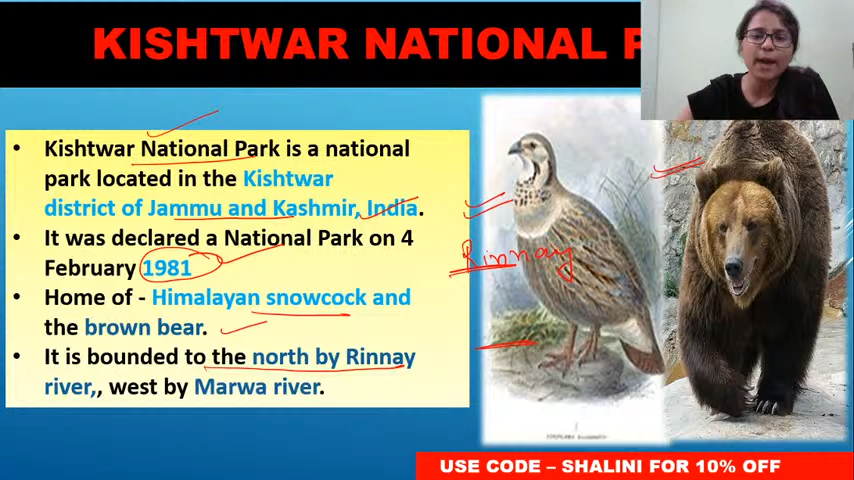 KISHTWAR NATIONAL P
• Kishtwar National Park is a national
park located in the Kishtwar
district of Jammu and Kashmir, India.
• It was declared a National Park on 4
February 1981
• Home of - Himalayan snowcock and
the brown bear.
• It is bounded to the north by Rinnay
river,, west by Marwa river.
Rinnay
USE CODE – SHALINI FOR 10% OFF